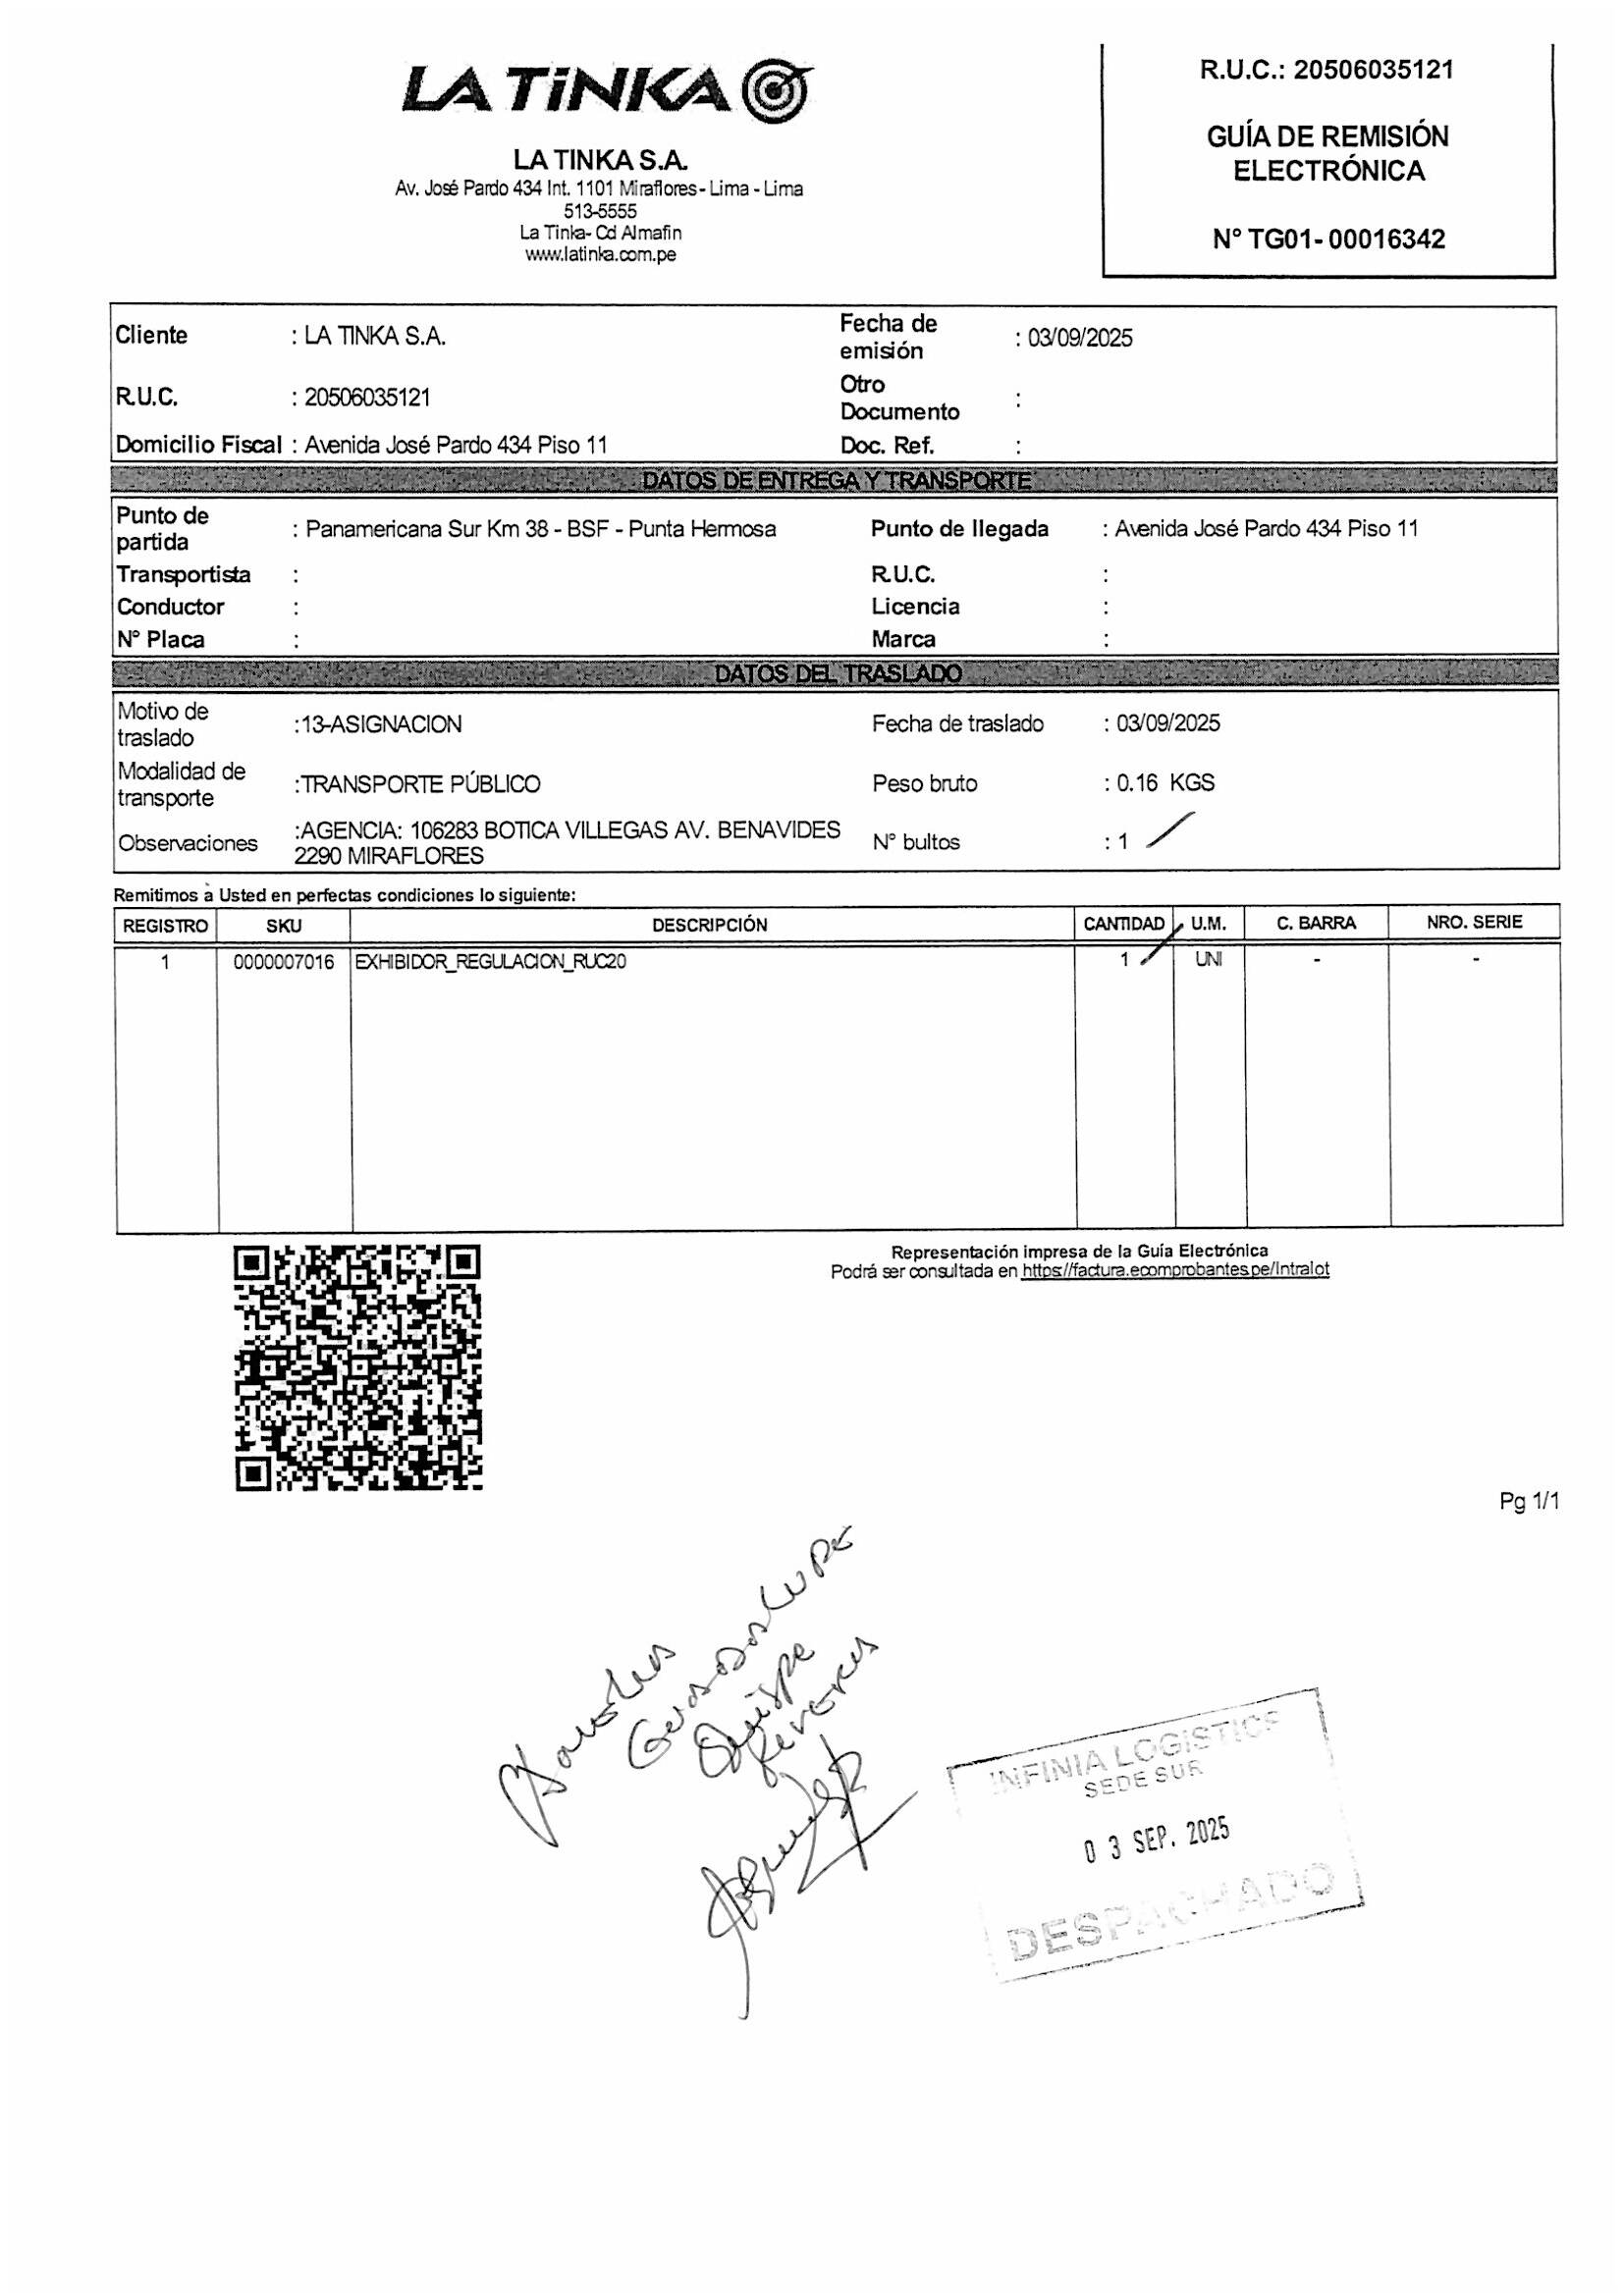 LA TiNKA
LA TINKA S.A.
Av. José Pardo 434 Int. 1101 Miraflores - Lima - Lima
513-5555
La Tinka- Cd Almafin
www.latinka.com.pe
R.U.C.: 20506035121
GUÍA DE REMISIÓN
ELECTRÓNICA
N° TG01- 00016342
Cliente : LA TINKA S.A.
Fecha de emisión : 03/09/2025
R.U.C. : 20506035121
Otro Documento :
Domicilio Fiscal : Avenida José Pardo 434 Piso 11
Doc. Ref. :
DATOS DE ENTREGA Y TRANSPORTE
Punto de partida : Panamericana Sur Km 38 - BSF - Punta Hermosa
Punto de llegada : Avenida José Pardo 434 Piso 11
Transportista :
R.U.C. :
Conductor :
Licencia :
N° Placa :
Marca :
DATOS DEL TRASLADO
Motivo de traslado :13-ASIGNACION
Fecha de traslado : 03/09/2025
Modalidad de transporte :TRANSPORTE PÚBLICO
Peso bruto : 0.16 KGS
Observaciones :AGENCIA: 106283 BOTICA VILLEGAS AV. BENAVIDES
2290 MIRAFLORES
N° bultos : 1
Remitimos a Usted en perfectas condiciones lo siguiente:
REGISTRO SKU DESCRIPCIÓN CANTIDAD U.M. C. BARRA NRO. SERIE
1 0000007016 EXHIBIDOR_REGULACION_RUC20 1 UNI - -
Representación impresa de la Guía Electrónica
Podrá ser consultada en https://factura.ecomprobantes.pe/Intralot
Pg 1/1
Quispe
INFINIA LOGISTICS
SEDE SUR
03 SEP. 2025
DESPACHADO